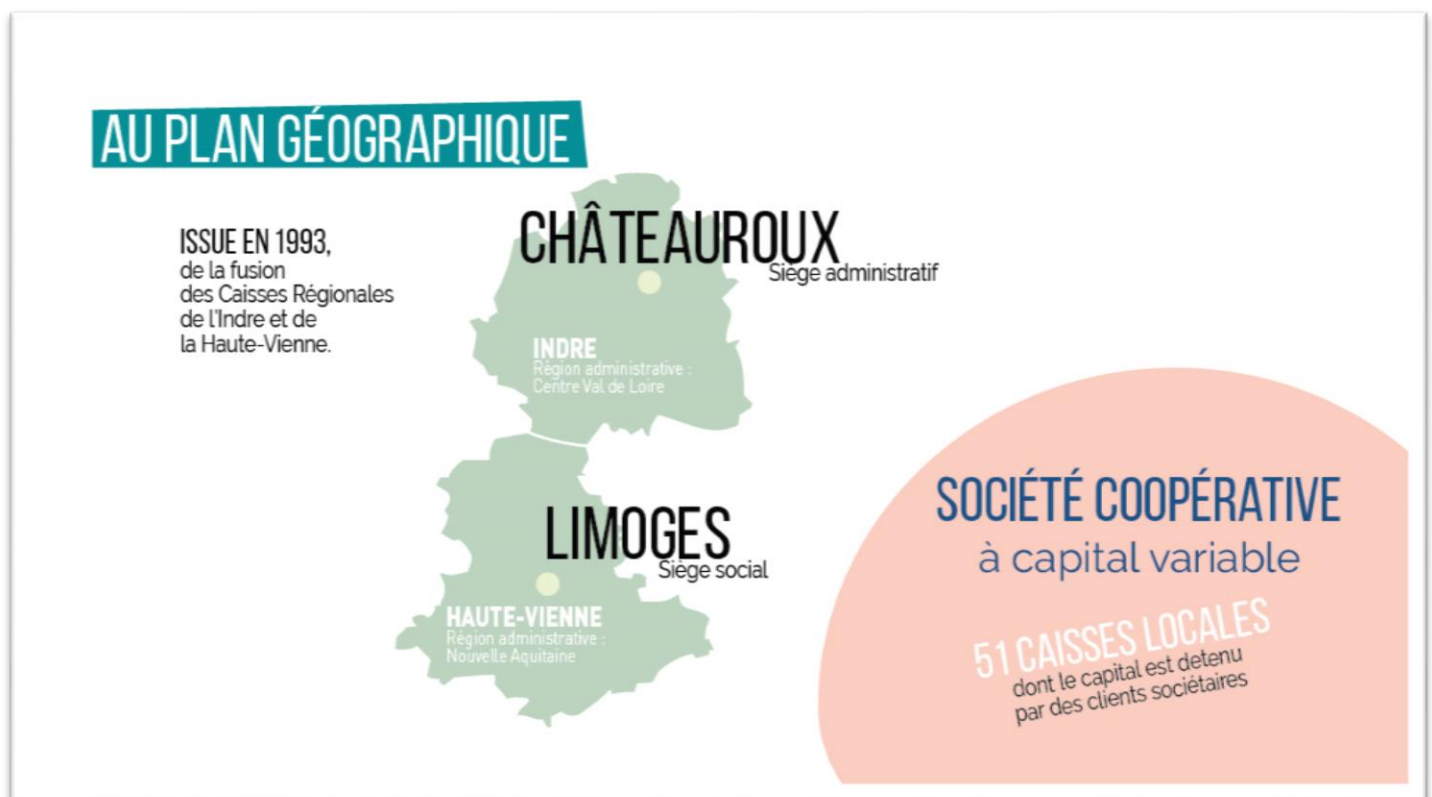 AU PLAN GÉOGRAPHIQUE
ISSUE EN 1993,
de la fusion
des Caisses Régionales
de l'Indre et de
la Haute-Vienne.
CHÂTEAUROUX
Siège administratif
INDRE
Région administrative :
Centre Val de Loire
LIMOGES
Siège social
HAUTE-VIENNE
Région administrative :
Nouvelle Aquitaine
SOCIÉTÉ COOPÉRATIVE
à capital variable
51 CAISSES LOCALES
dont le capital est detenu
par des clients sociétaires